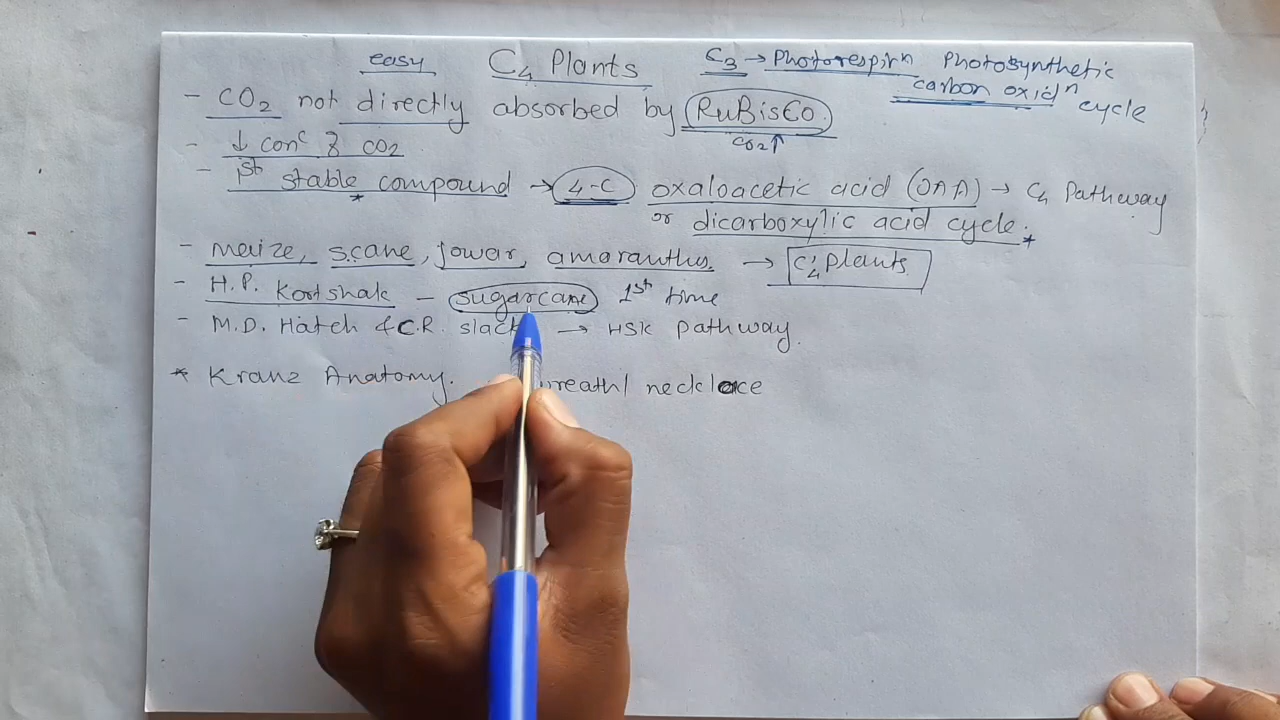 easy C4 Plants C3 → Photorespirn Photosynthetic
carbon oxidn cycle
- CO2 not directly absorbed by RuBisCo.
CO2↑
- ↓ conc of CO2
- 1st stable compound → 4-C oxaloacetic acid (OAA) → C4 Pathway
or dicarboxylic acid cycle.*
- maize, s.cane, jowar, amaranthus → C4 plants
- H.P. Kortshak - sugarcane 1st time
- M.D. Hatch & C.R. slack → HSK pathway.
* Kranz Anatomy. wreath/ necklace